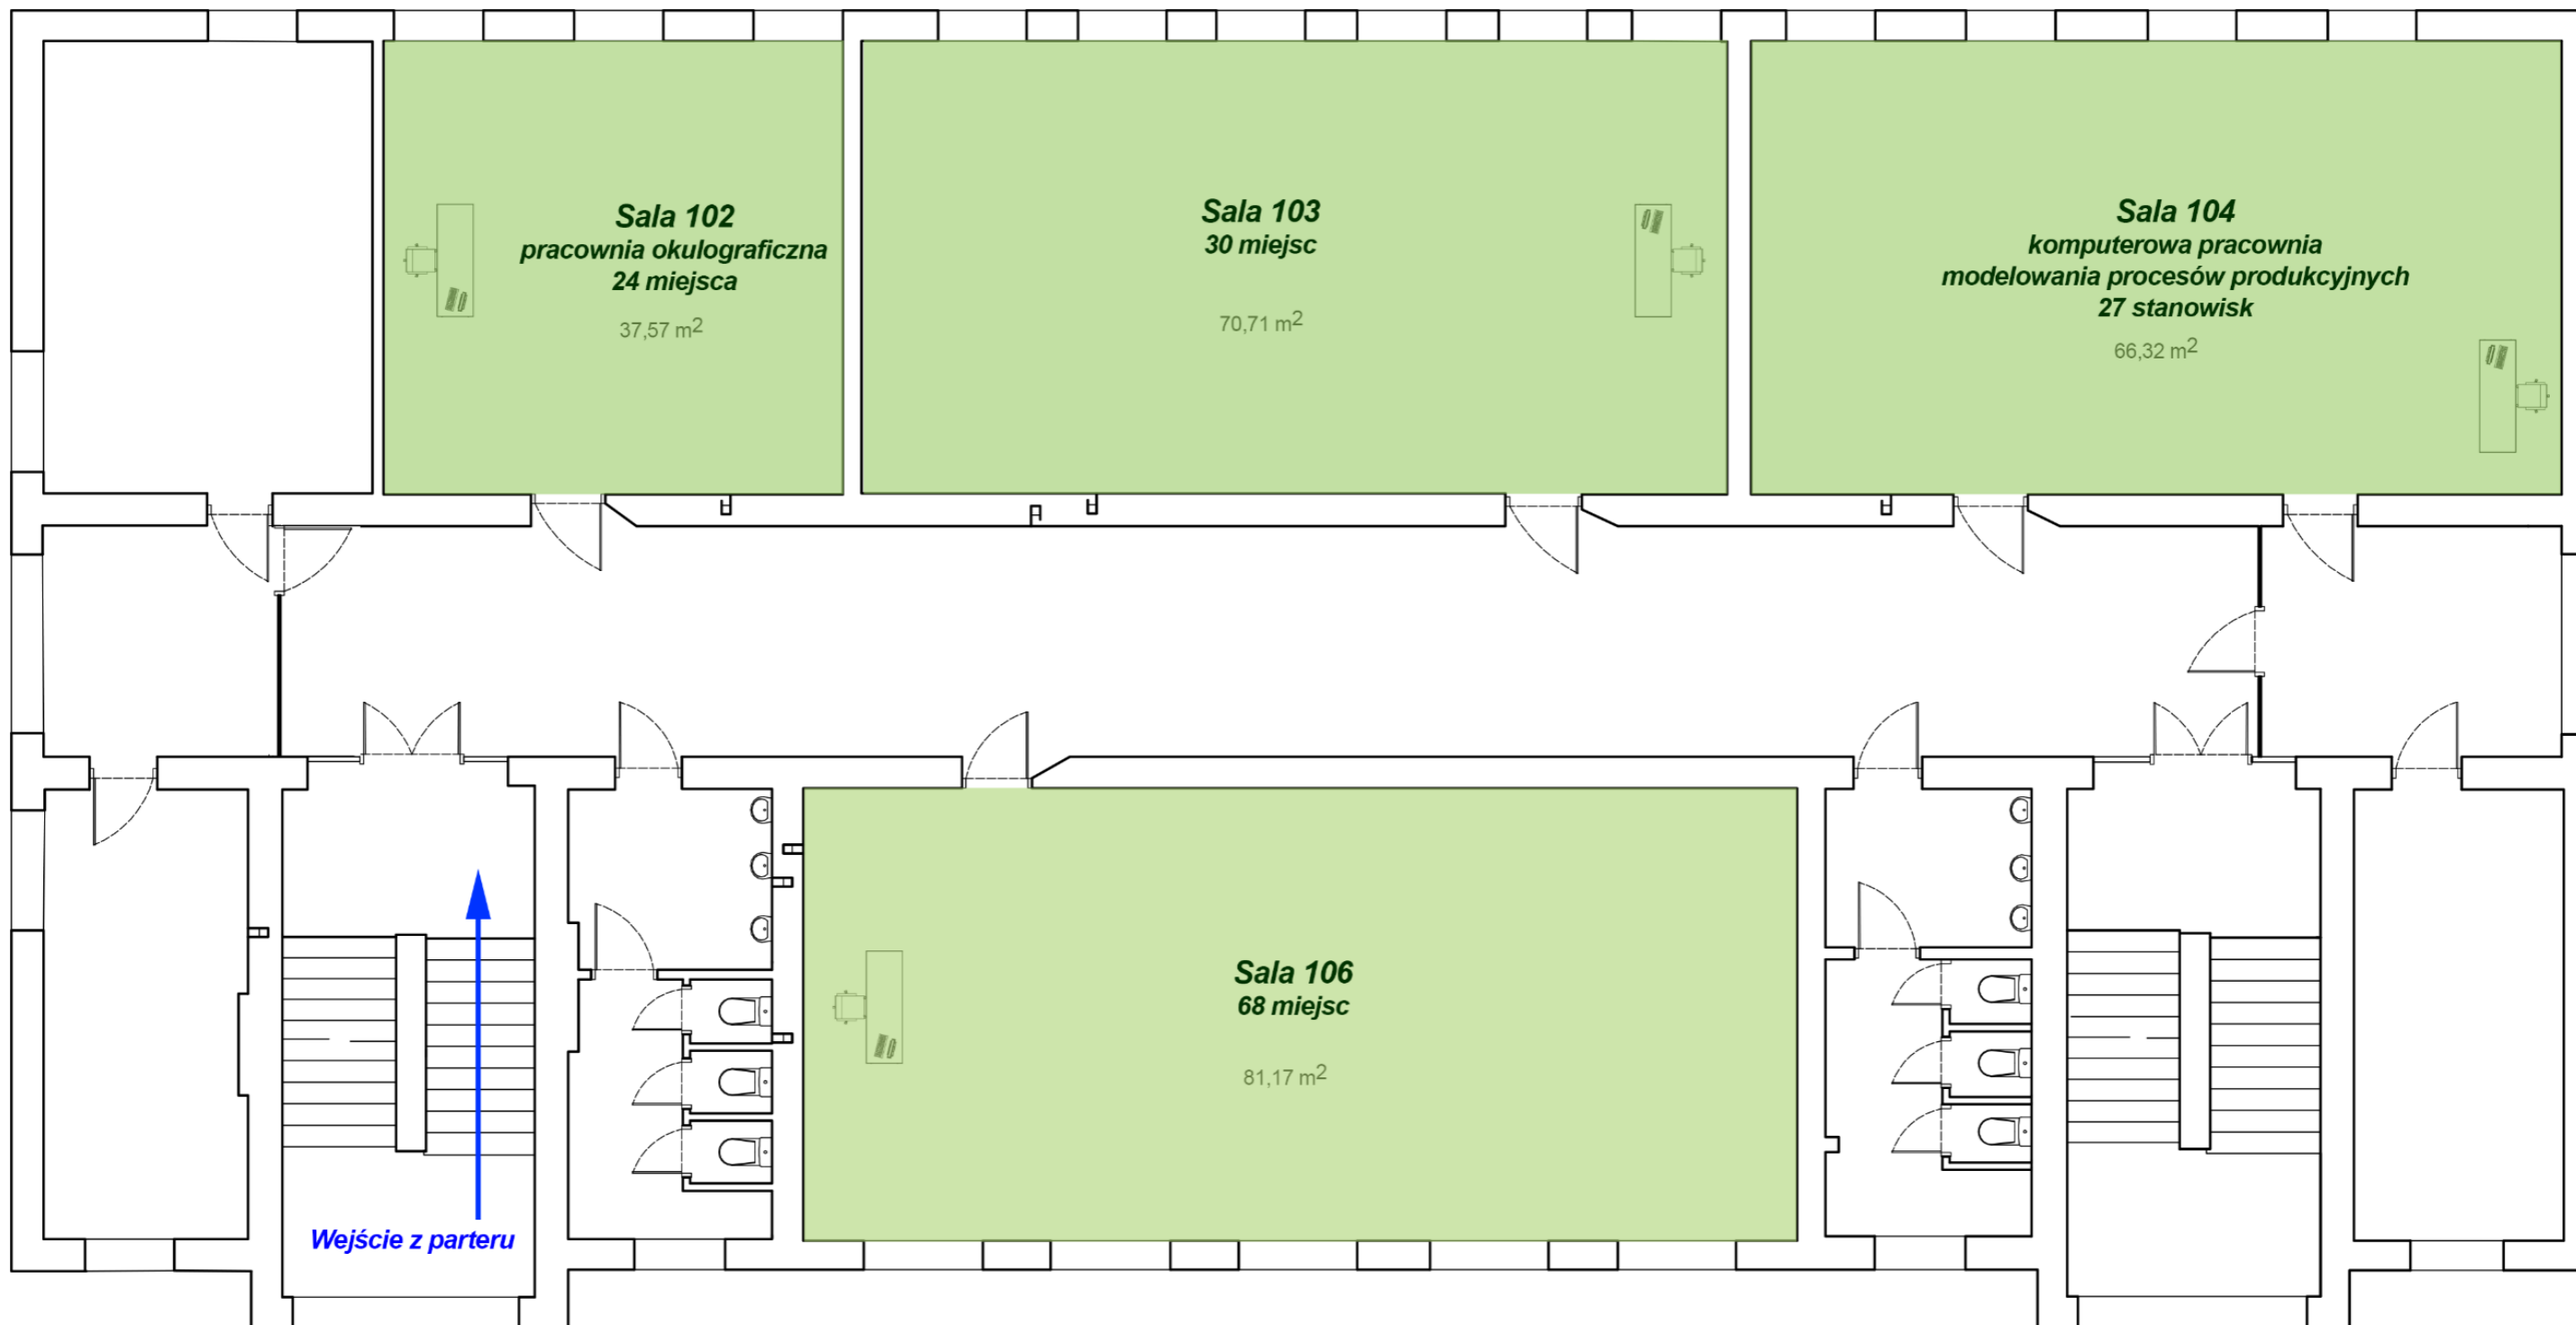 Sala 102
pracownia okulograficzna
24 miejsca
37,57 m²
Sala 103
30 miejsc
70,71 m²
Sala 104
komputerowa pracownia
modelowania procesów produkcyjnych
27 stanowisk
66,32 m²
Sala 106
68 miejsc
81,17 m²
Wejście z parteru